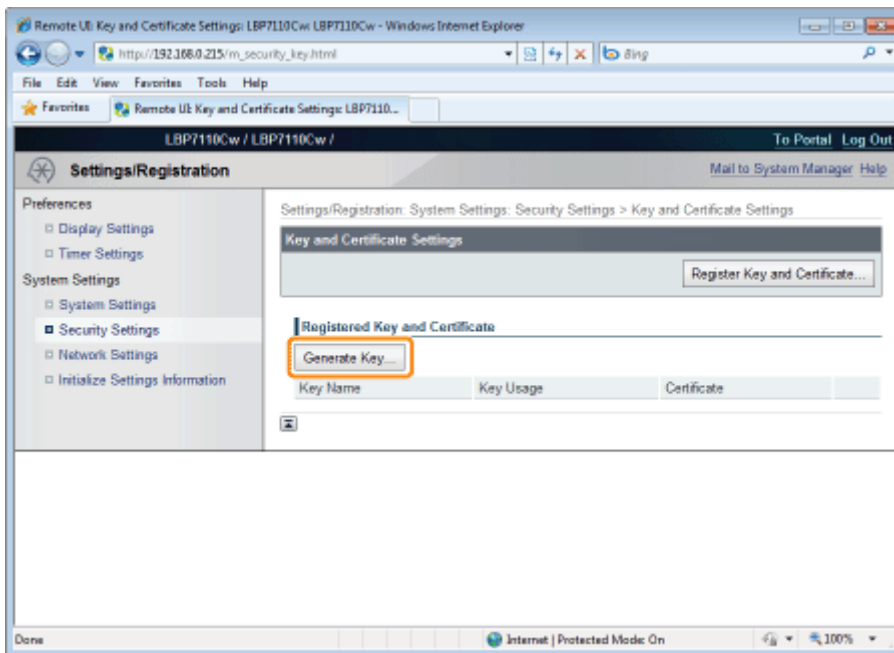 Remote UI: Key and Certificate Settings: LBP7110Cw: LBP7110Cw - Windows Internet Explorer
http://192.168.0.215/m_security_key.html
Bing
File Edit View Favorites Tools Help
Favorites Remote UI: Key and Certificate Settings: LBP7110...
LBP7110Cw / LBP7110Cw /
To Portal Log Out
Settings/Registration
Mail to System Manager Help
Preferences
Display Settings
Timer Settings
System Settings
System Settings
Security Settings
Network Settings
Initialize Settings Information
Settings/Registration: System Settings: Security Settings > Key and Certificate Settings
Key and Certificate Settings
Register Key and Certificate...
Registered Key and Certificate
Generate Key...
Key Name Key Usage Certificate
Done Internet | Protected Mode: On 100%